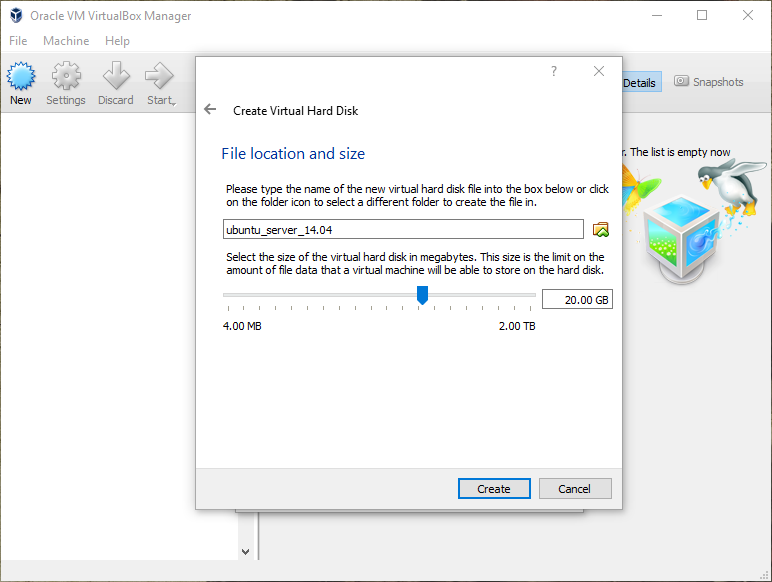 Oracle VM VirtualBox Manager
File Machine Help
New Settings Discard Start
Details Snapshots
?
Create Virtual Hard Disk
File location and size
r. The list is empty now
Please type the name of the new virtual hard disk file into the box below or click
on the folder icon to select a different folder to create the file in.
ubuntu_server_14.04
Select the size of the virtual hard disk in megabytes. This size is the limit on the
amount of file data that a virtual machine will be able to store on the hard disk.
20.00 GB
4.00 MB 2.00 TB
Create Cancel